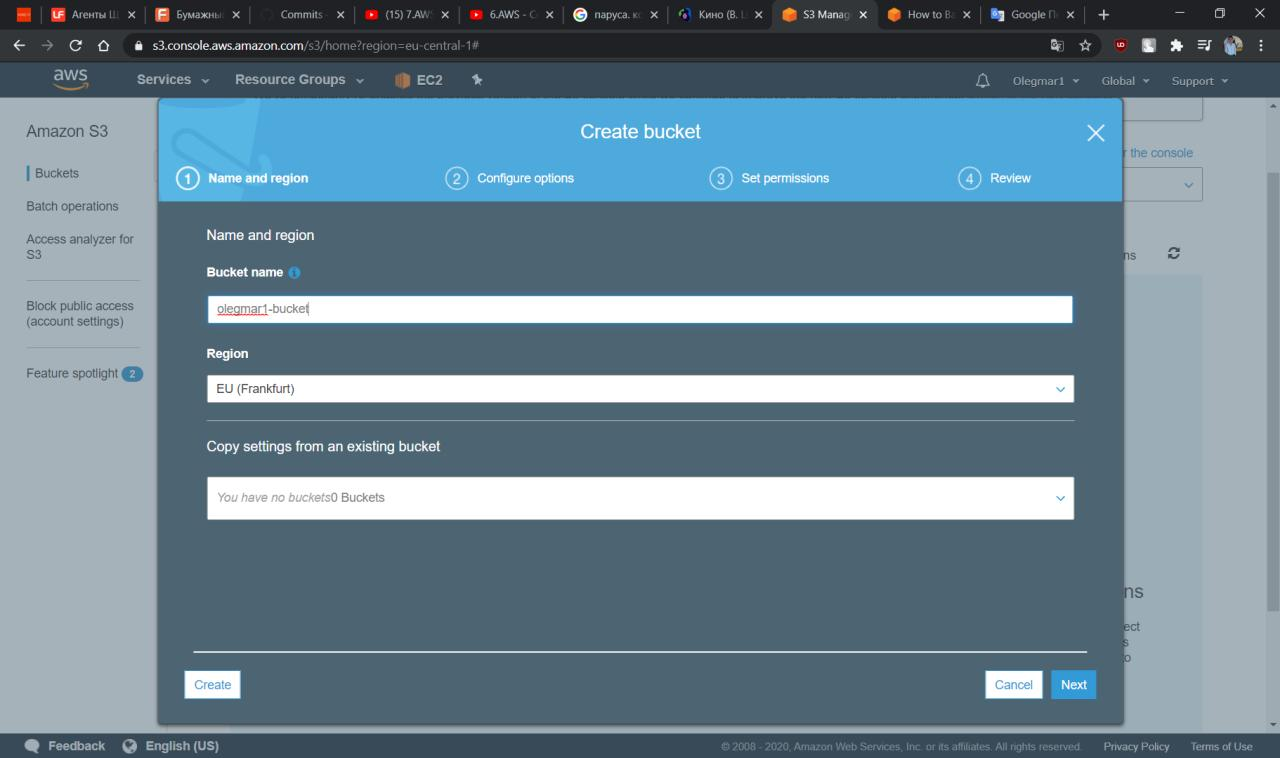 Агенты Щ
Бумажны
Commits -
(15) 7.AWS
6.AWS - C
паруса. ко
Кино (В. Ц
S3 Manag
How to Ba
Google П
s3.console.aws.amazon.com/s3/home?region=eu-central-1#
aws
Services
Resource Groups
EC2
Olegmar1
Global
Support
Amazon S3
Buckets
Batch operations
Access analyzer for
S3
Block public access
(account settings)
Feature spotlight 2
Create bucket
1 Name and region
2 Configure options
3 Set permissions
4 Review
r the console
ns
Name and region
Bucket name
olegmar1-bucket
Region
EU (Frankfurt)
Copy settings from an existing bucket
You have no buckets0 Buckets
ns
ect
s
o
Create
Cancel
Next
Feedback
English (US)
© 2008 - 2020, Amazon Web Services, Inc. or its affiliates. All rights reserved.
Privacy Policy
Terms of Use